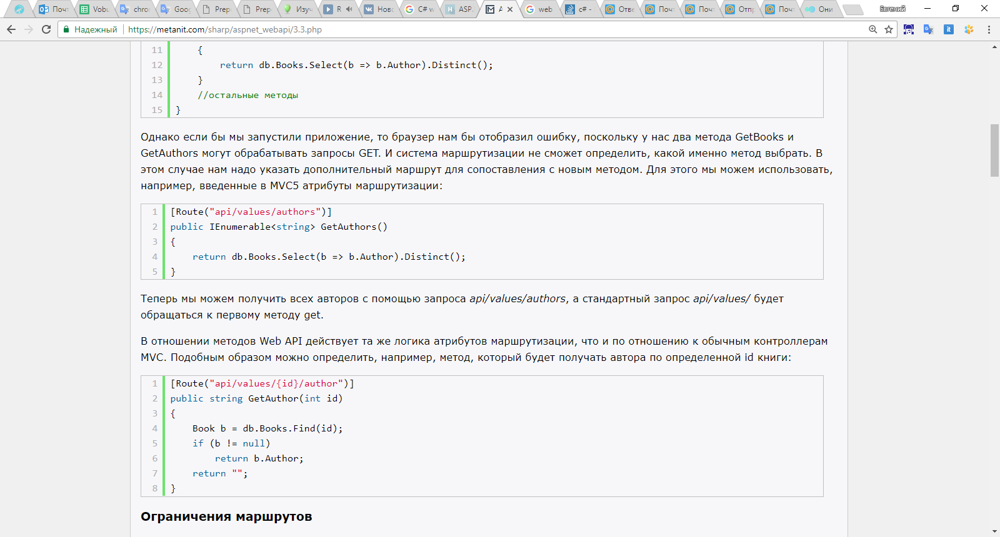 Почт
Vobu
chro
Goog
Prep
Prep
Изуч
R
Ново
C# w
ASP.
A
web
c# -
Отве
Почт
Почт
Отпр
Почт
Они
Евгений
Надежный https://metanit.com/sharp/aspnet_webapi/3.3.php
11 {
12 return db.Books.Select(b => b.Author).Distinct();
13 }
14 //остальные методы
15 }
Однако если бы мы запустили приложение, то браузер нам бы отобразил ошибку, поскольку у нас два метода GetBooks и
GetAuthors могут обрабатывать запросы GET. И система маршрутизации не сможет определить, какой именно метод выбрать. В
этом случае нам надо указать дополнительный маршрут для сопоставления с новым методом. Для этого мы можем использовать,
например, введенные в MVC5 атрибуты маршрутизации:
1 [Route("api/values/authors")]
2 public IEnumerable<string> GetAuthors()
3 {
4 return db.Books.Select(b => b.Author).Distinct();
5 }
Теперь мы можем получить всех авторов с помощью запроса api/values/authors, а стандартный запрос api/values/ будет
обращаться к первому методу get.
В отношении методов Web API действует та же логика атрибутов маршрутизации, что и по отношению к обычным контроллерам
MVC. Подобным образом можно определить, например, метод, который будет получать автора по определенной id книги:
1 [Route("api/values/{id}/author")]
2 public string GetAuthor(int id)
3 {
4 Book b = db.Books.Find(id);
5 if (b != null)
6 return b.Author;
7 return "";
8 }
Ограничения маршрутов